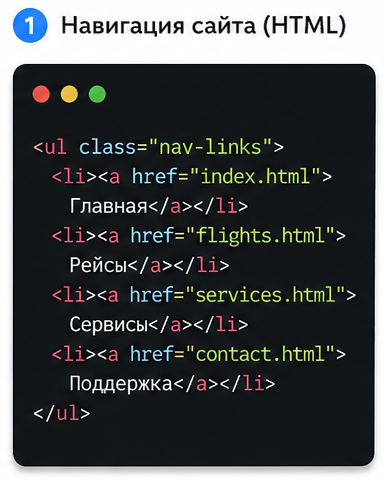 1 Навигация сайта (HTML)
<ul class="nav-links">
<li><a href="index.html">
Главная</a></li>
<li><a href="flights.html">
Рейсы</a></li>
<li><a href="services.html">
Сервисы</a></li>
<li><a href="contact.html">
Поддержка</a></li>
</ul>